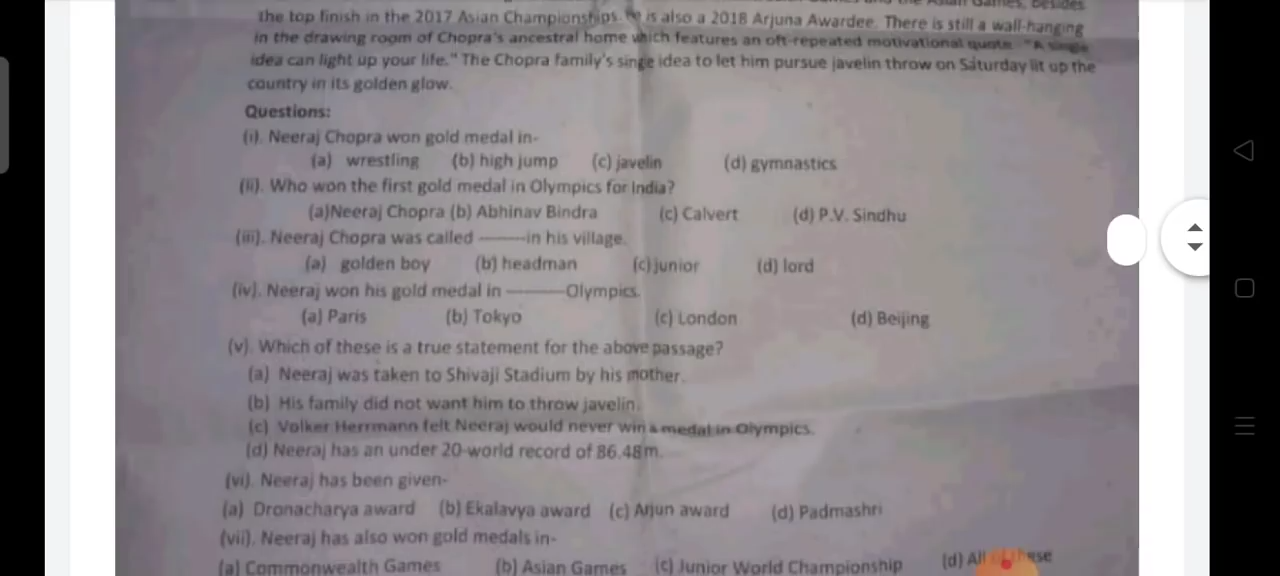 the top finish in the 2017 Asian Championships. He is also a 2018 Arjuna Awardee. There is still a wall-hanging
in the drawing room of Chopra's ancestral home which features an oft-repeated motivational quote "A singe
idea can light up your life." The Chopra family's singe idea to let him pursue javelin throw on Saturday lit up the
country in its golden glow.
Questions:
(i). Neeraj Chopra won gold medal in-
(a) wrestling (b) high jump (c) javelin (d) gymnastics
(ii). Who won the first gold medal in Olympics for India?
(a)Neeraj Chopra (b) Abhinav Bindra (c) Calvert (d) P.V. Sindhu
(iii). Neeraj Chopra was called ———in his village.
(a) golden boy (b) headman (c) junior (d) lord
(iv). Neeraj won his gold medal in ———Olympics.
(a) Paris (b) Tokyo (c) London (d) Beijing
(v). Which of these is a true statement for the above passage?
(a) Neeraj was taken to Shivaji Stadium by his mother.
(b) His family did not want him to throw javelin.
(c) Volker Herrmann felt Neeraj would never win a medal in Olympics.
(d) Neeraj has an under 20-world record of 86.48m.
(vi). Neeraj has been given-
(a) Dronacharya award (b) Ekalavya award (c) Arjun award (d) Padmashri
(vii). Neeraj has also won gold medals in-
(a) Commonwealth Games (b) Asian Games (c) Junior World Championship (d) All of these